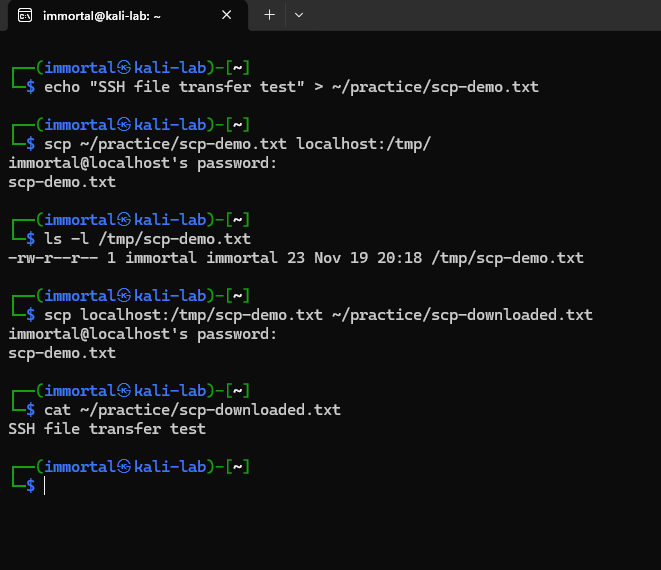 immortal@kali-lab: ~
┌──(immortal㉿kali-lab)-[~]
└─$ echo "SSH file transfer test" > ~/practice/scp-demo.txt
┌──(immortal㉿kali-lab)-[~]
└─$ scp ~/practice/scp-demo.txt localhost:/tmp/
immortal@localhost's password:
scp-demo.txt
┌──(immortal㉿kali-lab)-[~]
└─$ ls -l /tmp/scp-demo.txt
-rw-r--r-- 1 immortal immortal 23 Nov 19 20:18 /tmp/scp-demo.txt
┌──(immortal㉿kali-lab)-[~]
└─$ scp localhost:/tmp/scp-demo.txt ~/practice/scp-downloaded.txt
immortal@localhost's password:
scp-demo.txt
┌──(immortal㉿kali-lab)-[~]
└─$ cat ~/practice/scp-downloaded.txt
SSH file transfer test
┌──(immortal㉿kali-lab)-[~]
└─$